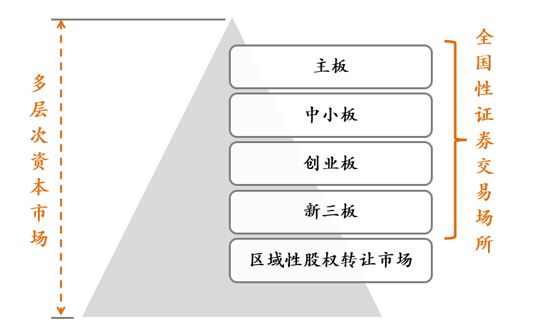 多层次资本市场
主板
中小板
创业板
新三板
区域性股权转让市场
全国性证券交易场所